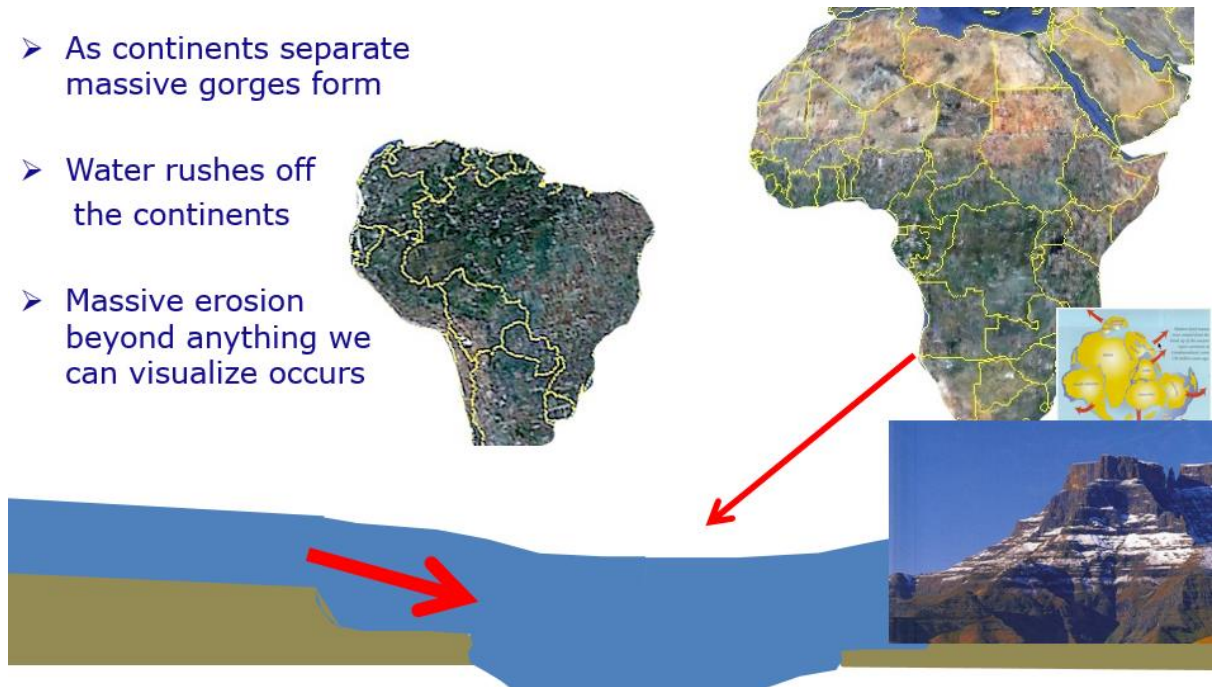 ➢ As continents separate
massive gorges form
➢ Water rushes off
the continents
➢ Massive erosion
beyond anything we
can visualize occurs